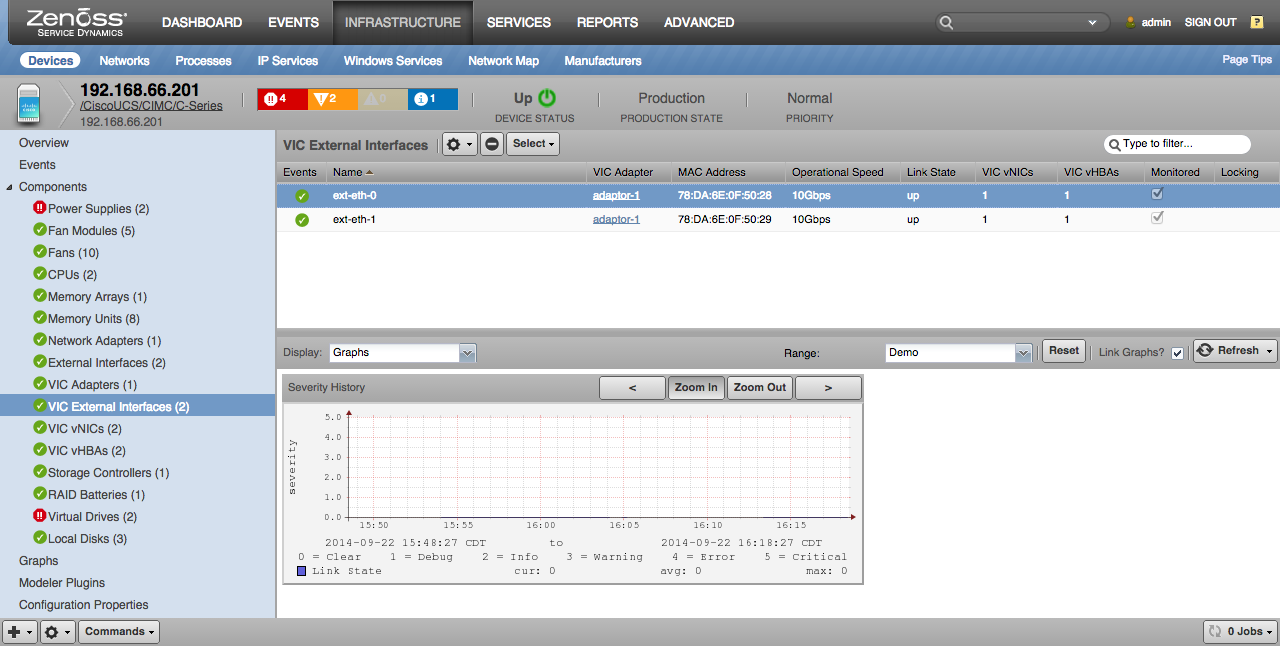 Zenoss DASHBOARD EVENTS INFRASTRUCTURE SERVICES REPORTS ADVANCED admin SIGN OUT ?
SERVICE DYNAMICS
Devices Networks Processes IP Services Windows Services Network Map Manufacturers Page Tips
192.168.66.201
/CiscoUCS/CIMC/C-Series
192.168.66.201
4 2 0 1
Up
DEVICE STATUS
Production
PRODUCTION STATE
Normal
PRIORITY
Overview
Events
Components
Power Supplies (2)
Fan Modules (5)
Fans (10)
CPUs (2)
Memory Arrays (1)
Memory Units (8)
Network Adapters (1)
External Interfaces (2)
VIC Adapters (1)
VIC External Interfaces (2)
VIC vNICs (2)
VIC vHBAs (2)
Storage Controllers (1)
RAID Batteries (1)
Virtual Drives (2)
Local Disks (3)
Graphs
Modeler Plugins
Configuration Properties
VIC External Interfaces Select Type to filter...
Events Name VIC Adapter MAC Address Operational Speed Link State VIC vNICs VIC vHBAs Monitored Locking
ext-eth-0 adaptor-1 78:DA:6E:0F:50:28 10Gbps up 1 1
ext-eth-1 adaptor-1 78:DA:6E:0F:50:29 10Gbps up 1 1
Display: Graphs Range: Demo Reset Link Graphs? Refresh
Severity History < Zoom In Zoom Out >
severity
5.0
4.0
3.0
2.0
1.0
0.0
15:50 15:55 16:00 16:05 16:10 16:15
2014-09-22 15:48:27 CDT to 2014-09-22 16:18:27 CDT
0 = Clear 1 = Debug 2 = Info 3 = Warning 4 = Error 5 = Critical
Link State cur: 0 avg: 0 max: 0
Commands 0 Jobs